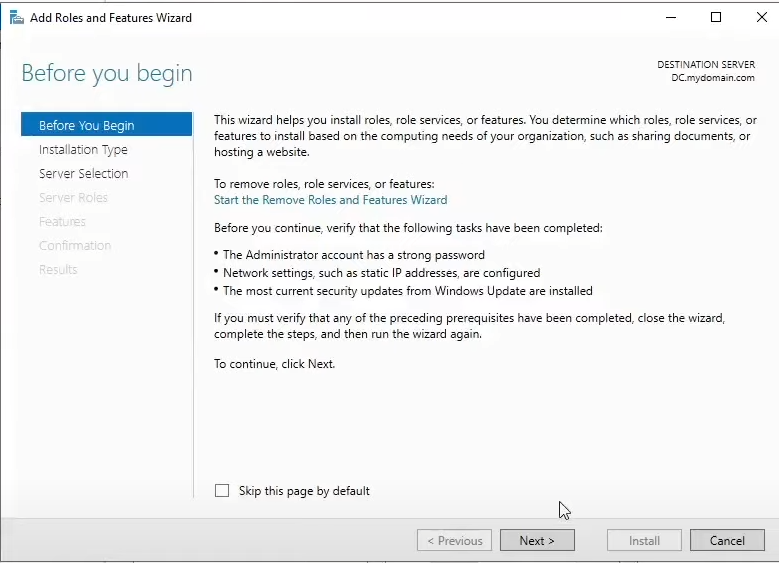 Add Roles and Features Wizard
Before you begin
DESTINATION SERVER
DC.mydomain.com
Before You Begin
Installation Type
Server Selection
Server Roles
Features
Confirmation
Results
This wizard helps you install roles, role services, or features. You determine which roles, role services, or
features to install based on the computing needs of your organization, such as sharing documents, or
hosting a website.
To remove roles, role services, or features:
Start the Remove Roles and Features Wizard
Before you continue, verify that the following tasks have been completed:
• The Administrator account has a strong password
• Network settings, such as static IP addresses, are configured
• The most current security updates from Windows Update are installed
If you must verify that any of the preceding prerequisites have been completed, close the wizard,
complete the steps, and then run the wizard again.
To continue, click Next.
Skip this page by default
< Previous
Next >
Install
Cancel